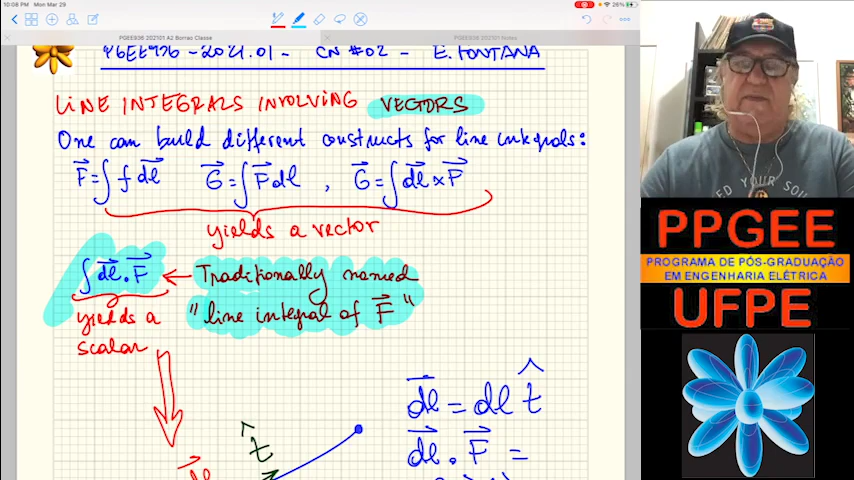 10:08 PM Mon Mar 29
26%
PGEE936 202101 A2 Borrao Classe
PGEE936 202101 Notes
PGEE936 - 2021.01 - CN #02 - E. FONTANA
LINE INTEGRALS INVOLVING VECTORS
One can build different constructs for line integrals:
F⃗ = ∫ f dl⃗   G⃗ = ∫ F⃗ dl , G⃗ = ∫ dl⃗ × F⃗
yields a vector
∫ dl⃗ . F⃗ ← Traditionally named
"line integral of F⃗"
yields a
scalar
dl⃗ = dl t̂
dl⃗ . F⃗ =
t̂
dl⃗
PPGEE
PROGRAMA DE PÓS-GRADUAÇÃO
EM ENGENHARIA ELÉTRICA
UFPE